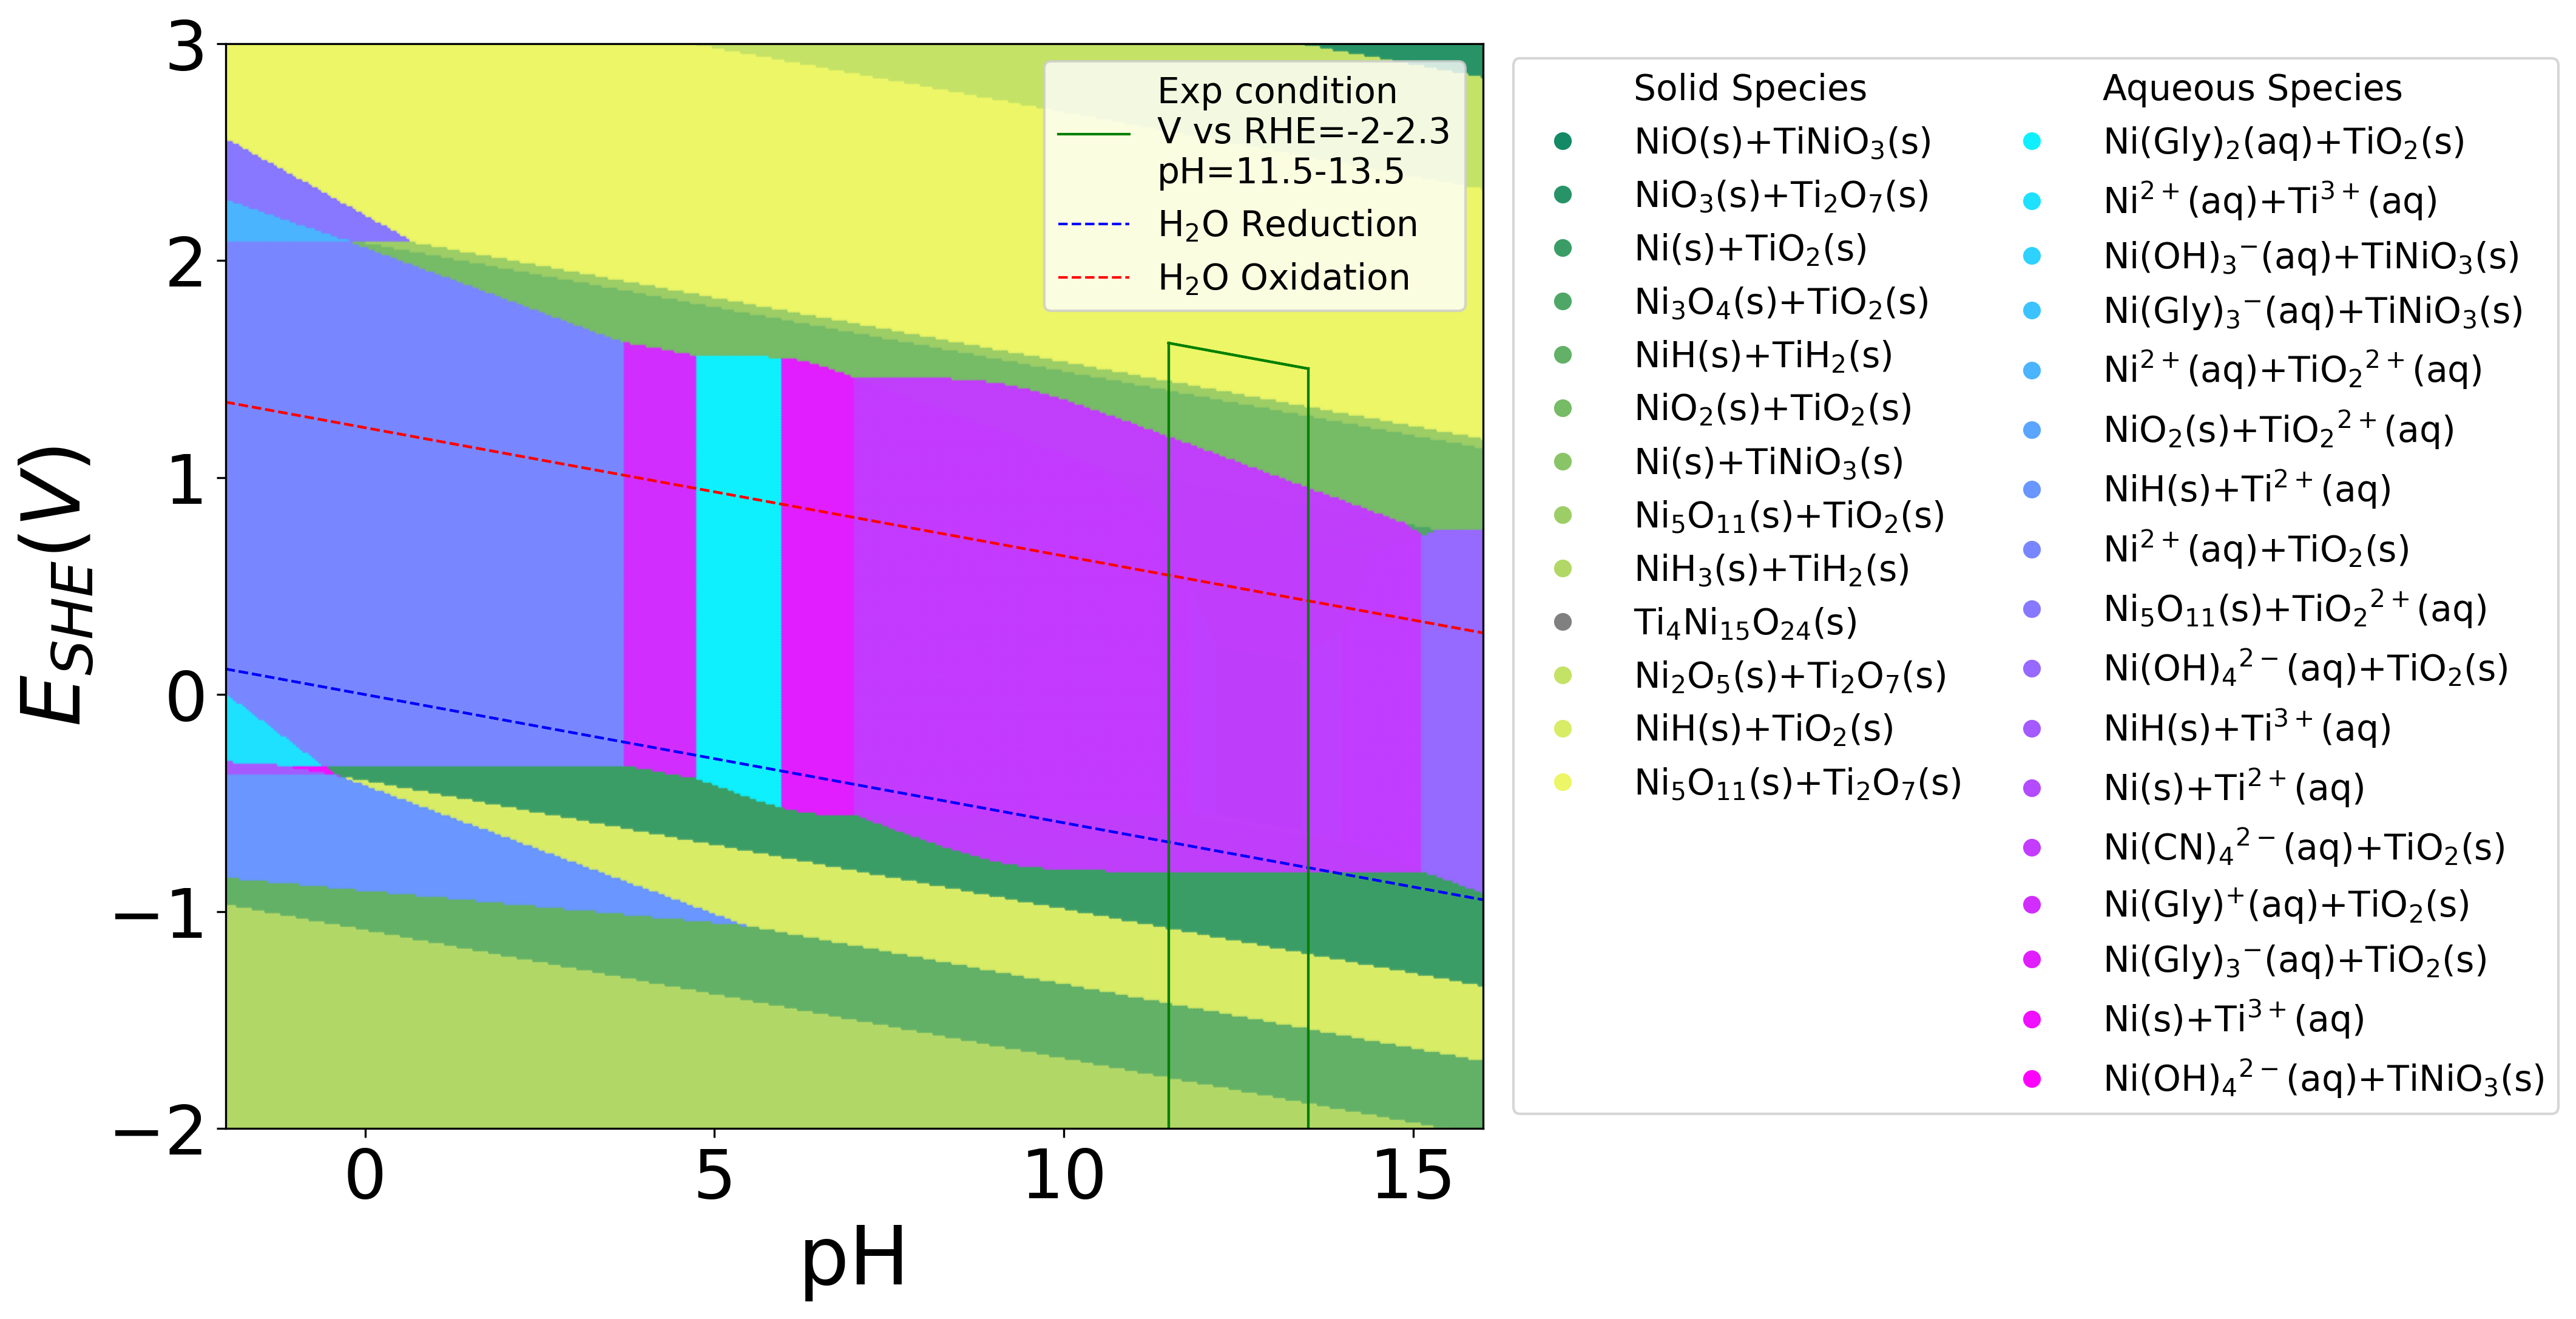 3
2
1
0
−1
−2
E_{SHE}(V)
0 5 10 15
pH
Exp condition
V vs RHE=-2-2.3
pH=11.5-13.5
H₂O Reduction
H₂O Oxidation
Solid Species
NiO(s)+TiNiO₃(s)
NiO₃(s)+Ti₂O₇(s)
Ni(s)+TiO₂(s)
Ni₃O₄(s)+TiO₂(s)
NiH(s)+TiH₂(s)
NiO₂(s)+TiO₂(s)
Ni(s)+TiNiO₃(s)
Ni₅O₁₁(s)+TiO₂(s)
NiH₃(s)+TiH₂(s)
Ti₄Ni₁₅O₂₄(s)
Ni₂O₅(s)+Ti₂O₇(s)
NiH(s)+TiO₂(s)
Ni₅O₁₁(s)+Ti₂O₇(s)
Aqueous Species
Ni(Gly)₂(aq)+TiO₂(s)
Ni²⁺(aq)+Ti³⁺(aq)
Ni(OH)₃⁻(aq)+TiNiO₃(s)
Ni(Gly)₃⁻(aq)+TiNiO₃(s)
Ni²⁺(aq)+TiO₂²⁺(aq)
NiO₂(s)+TiO₂²⁺(aq)
NiH(s)+Ti²⁺(aq)
Ni²⁺(aq)+TiO₂(s)
Ni₅O₁₁(s)+TiO₂²⁺(aq)
Ni(OH)₄²⁻(aq)+TiO₂(s)
NiH(s)+Ti³⁺(aq)
Ni(s)+Ti²⁺(aq)
Ni(CN)₄²⁻(aq)+TiO₂(s)
Ni(Gly)⁺(aq)+TiO₂(s)
Ni(Gly)₃⁻(aq)+TiO₂(s)
Ni(s)+Ti³⁺(aq)
Ni(OH)₄²⁻(aq)+TiNiO₃(s)